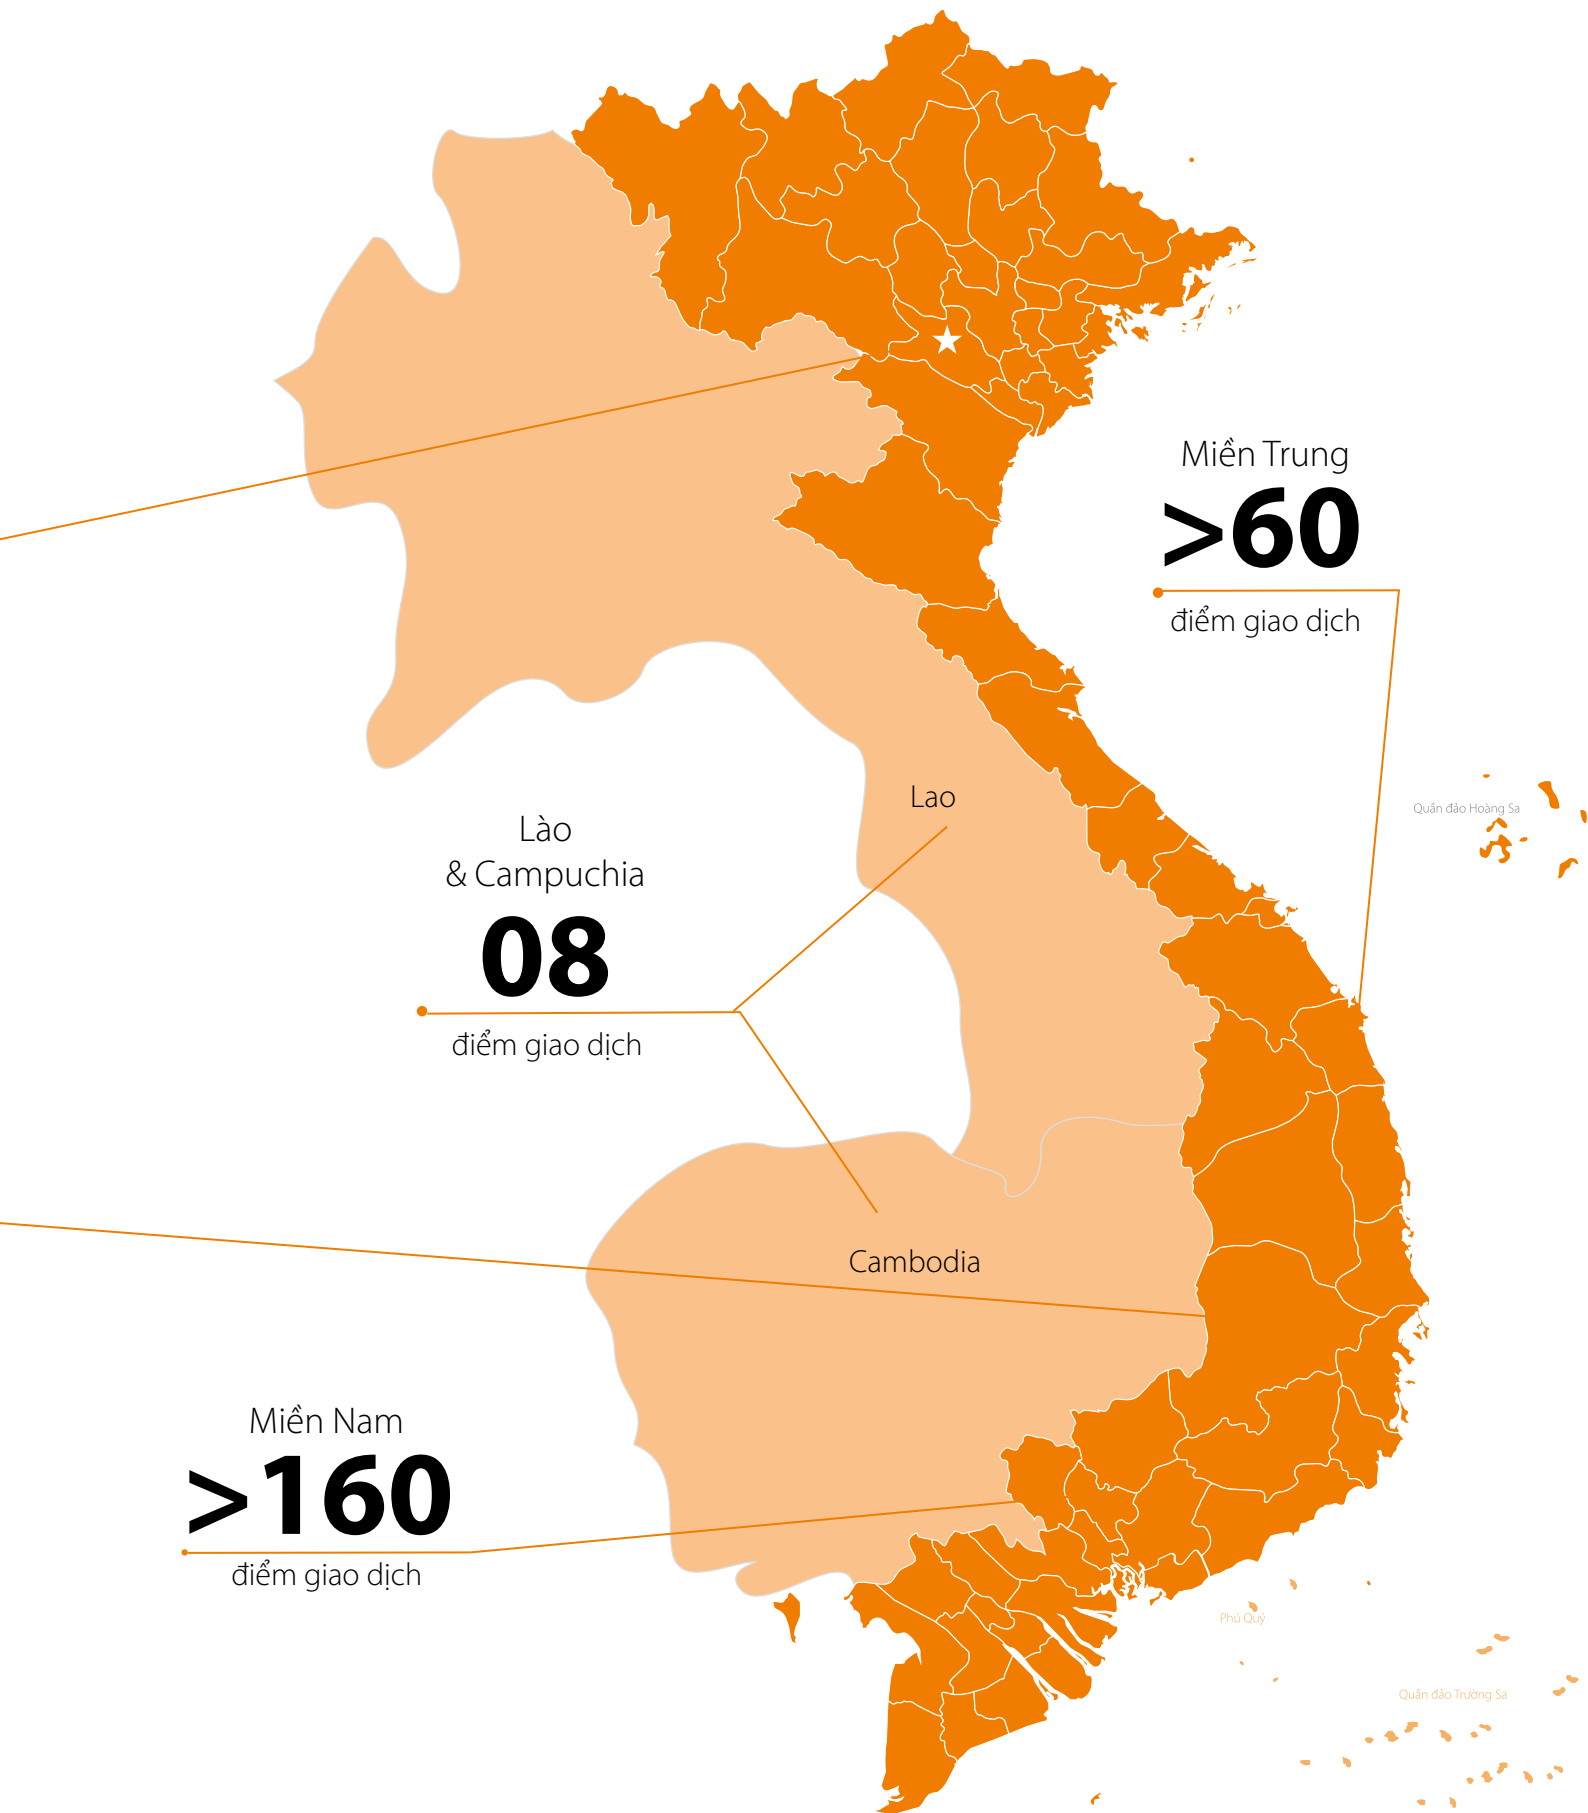 Miền Trung
>60
điểm giao dịch
Quần đảo Hoàng Sa
Lao
Lào
& Campuchia
08
điểm giao dịch
Cambodia
Miền Nam
>160
điểm giao dịch
Phú Quý
Quần đảo Trường Sa